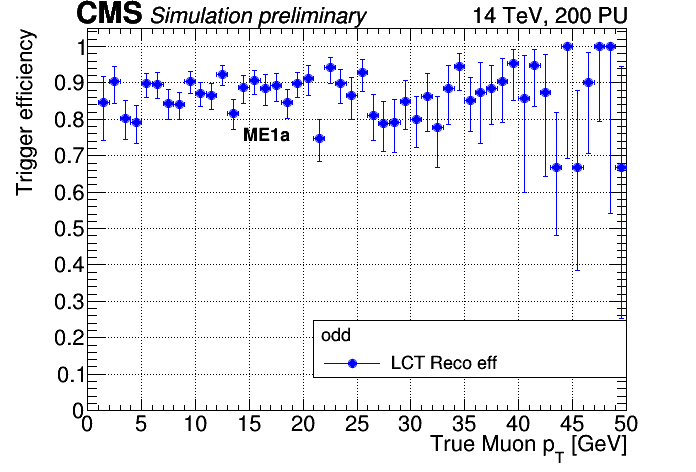 CMS Simulation preliminary 14 TeV, 200 PU
Trigger efficiency
1
0.9
0.8
0.7
0.6
0.5
0.4
0.3
0.2
0.1
0
ME1a
odd
LCT Reco eff
0 5 10 15 20 25 30 35 40 45 50
True Muon p_T [GeV]